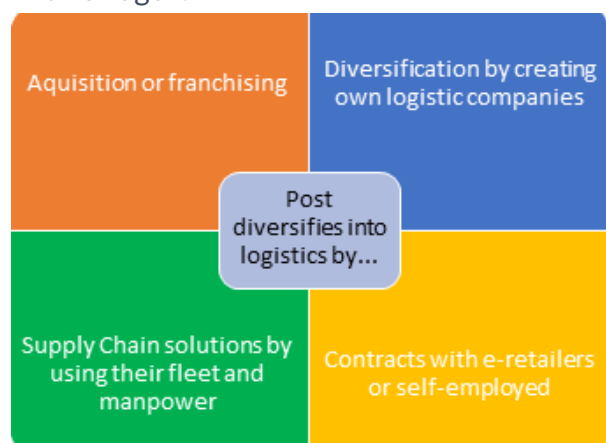 Aquisition or franchising
Diversification by creating
own logistic companies
Post
diversifies into
logistics by...
Supply Chain solutions by
using their fleet and
manpower
Contracts with e-retailers
or self-employed